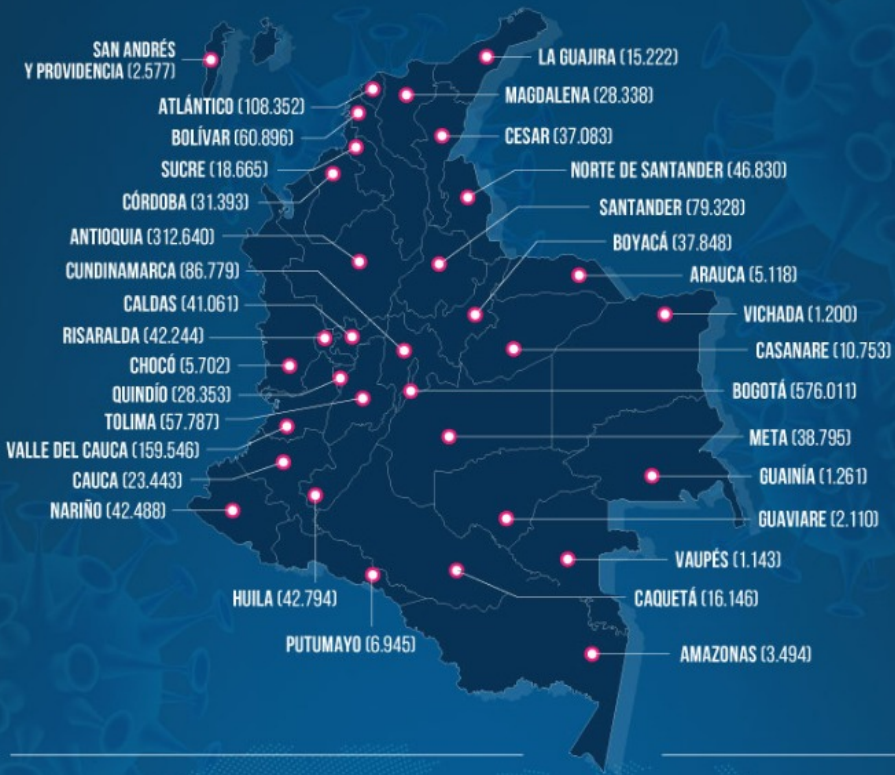 SAN ANDRÉS
Y PROVIDENCIA (2.577)
ATLÁNTICO (108.352)
BOLÍVAR (60.896)
SUCRE (18.665)
CÓRDOBA (31.393)
ANTIOQUIA (312.640)
CUNDINAMARCA (86.779)
CALDAS (41.061)
RISARALDA (42.244)
CHOCÓ (5.702)
QUINDÍO (28.353)
TOLIMA (57.787)
VALLE DEL CAUCA (159.546)
CAUCA (23.443)
NARIÑO (42.488)
HUILA (42.794)
PUTUMAYO (6.945)
LA GUAJIRA (15.222)
MAGDALENA (28.338)
CESAR (37.083)
NORTE DE SANTANDER (46.830)
SANTANDER (79.328)
BOYACÁ (37.848)
ARAUCA (5.118)
VICHADA (1.200)
CASANARE (10.753)
BOGOTÁ (576.011)
META (38.795)
GUAINÍA (1.261)
GUAVIARE (2.110)
VAUPÉS (1.143)
CAQUETÁ (16.146)
AMAZONAS (3.494)